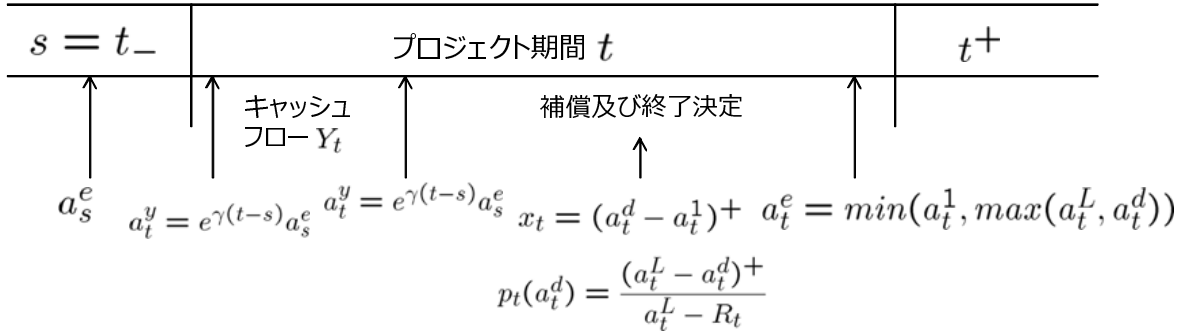 s = t_−
プロジェクト期間 t
t^+
キャッシュ
フロー Y_t
補償及び終了決定
a_s^e
a_t^y = e^{γ(t−s)} a_s^e
a_t^y = e^{γ(t−s)} a_s^e
x_t = (a_t^d − a_t^1)^+
a_t^e = min(a_t^1, max(a_t^L, a_t^d))
p_t(a_t^d) = \frac{(a_t^L − a_t^d)^+}{a_t^L − R_t}